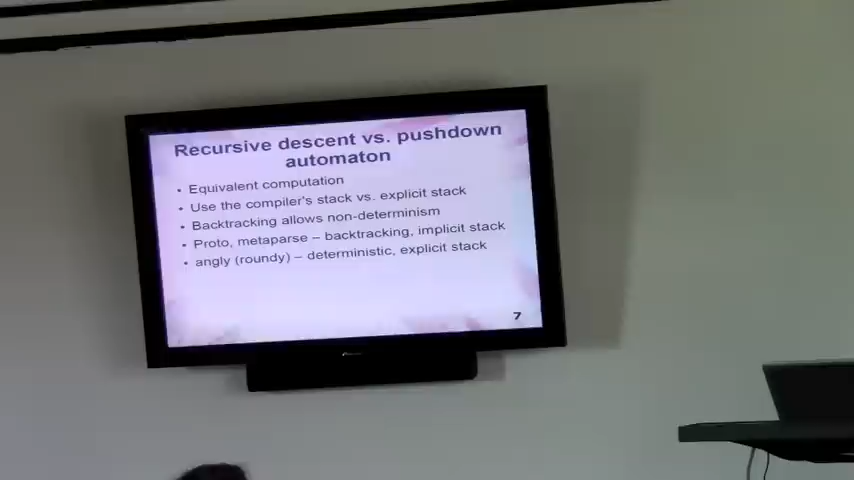 Recursive descent vs. pushdown
automaton
• Equivalent computation
• Use the compiler's stack vs. explicit stack
• Backtracking allows non-determinism
• Proto, metaparse – backtracking, implicit stack
• angly (roundy) – deterministic, explicit stack
7